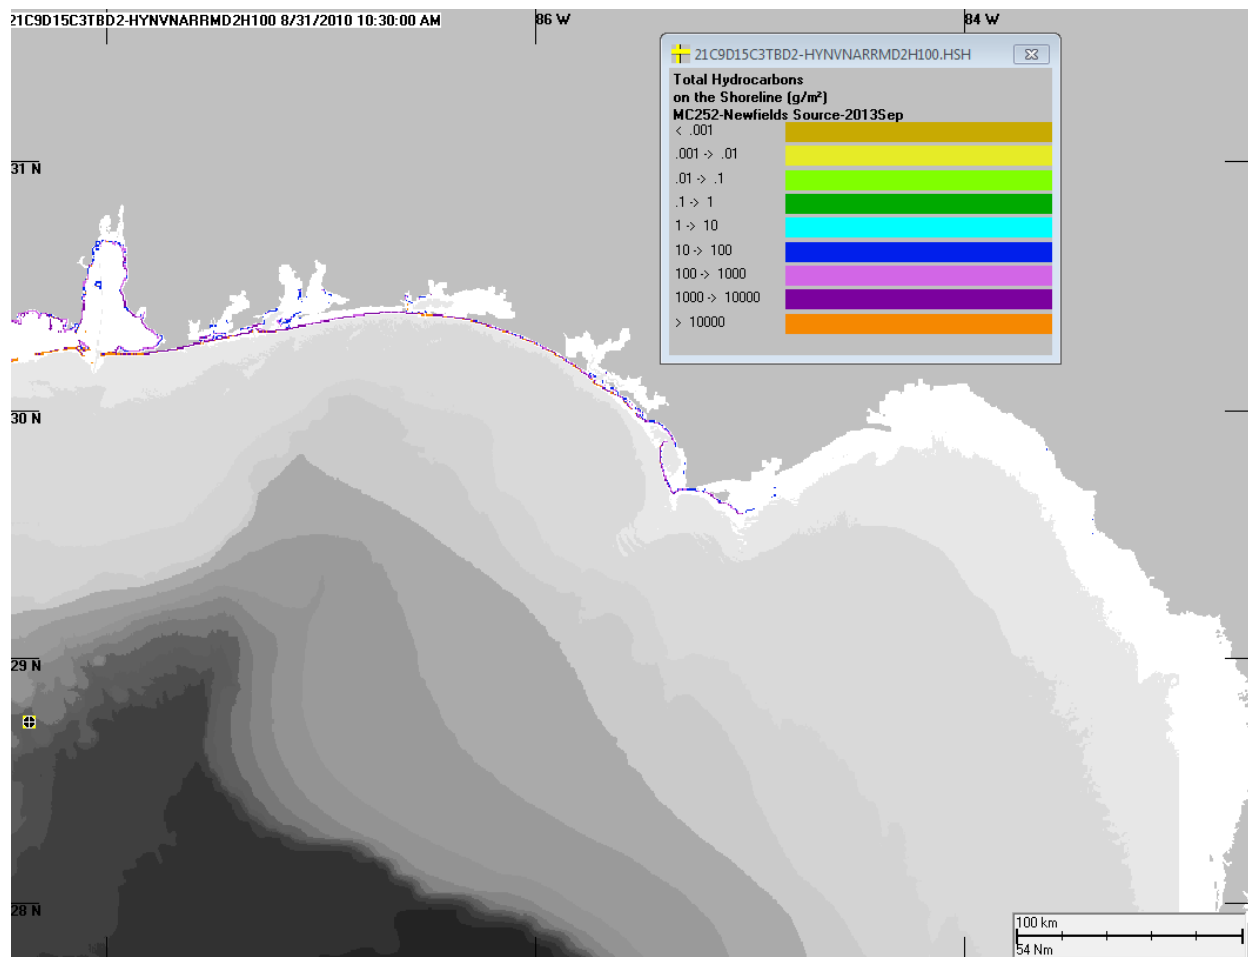 21C9D15C3TBD2-HYNVNARRMD2H100 8/31/2010 10:30:00 AM
86 W
84 W
21C9D15C3TBD2-HYNVNARRMD2H100.HSH
Total Hydrocarbons
on the Shoreline (g/m²)
MC252-Newfields Source-2013Sep
< .001
.001 -> .01
.01 -> .1
.1 -> 1
1 -> 10
10 -> 100
100 -> 1000
1000 -> 10000
> 10000
31 N
30 N
29 N
28 N
100 km
54 Nm